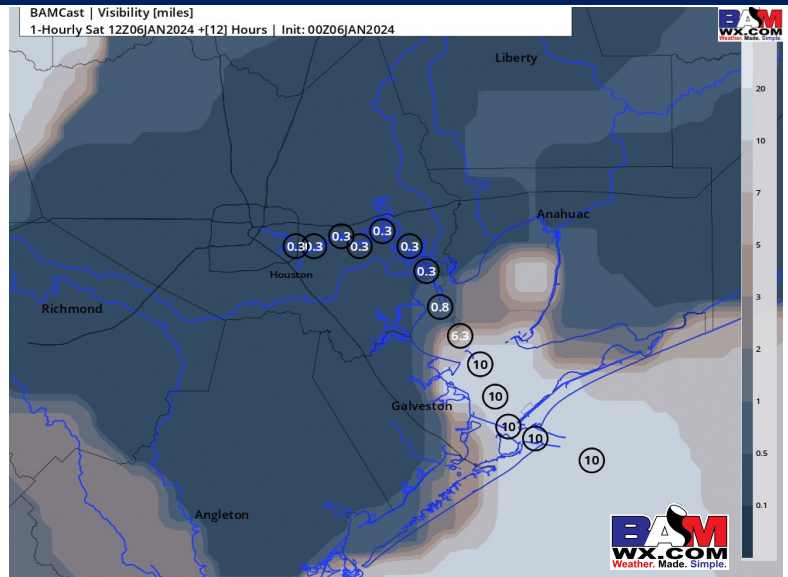 BAMCast | Visibility [miles]
1-Hourly Sat 12Z06JAN2024 +[12] Hours | Init: 00Z06JAN2024
BAM
WX.COM
Weather. Made. Simple.
Liberty
20
10
7
Anahuac
0.3 0.3 0.3 0.3 0.3 0.3
5
0.3
Houston
3
Richmond
0.8
6.3
2
10
10
1
Galveston
10
10
0.5
10
0.1
Angleton
BAM
WX.COM
Weather. Made. Simple.